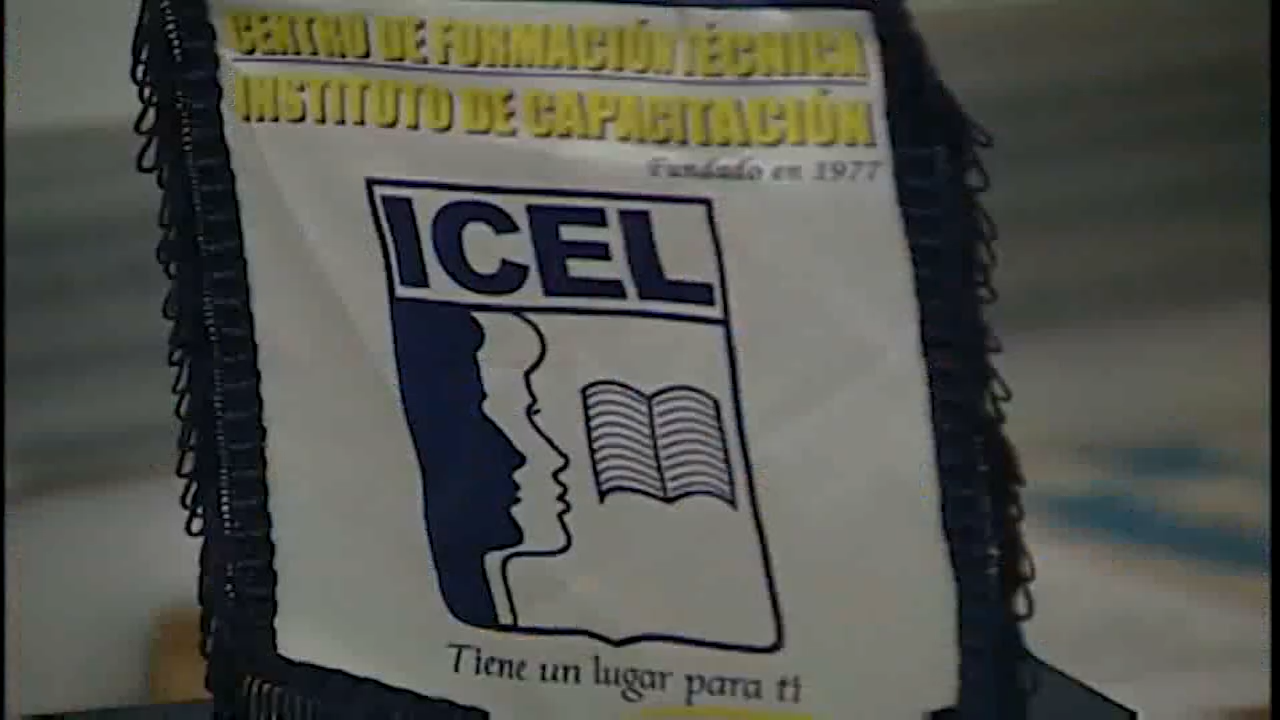 CENTRO DE FORMACIÓN TÉCNICA
INSTITUTO DE CAPACITACIÓN
Fundado en 1977
ICEL
Tiene un lugar para ti